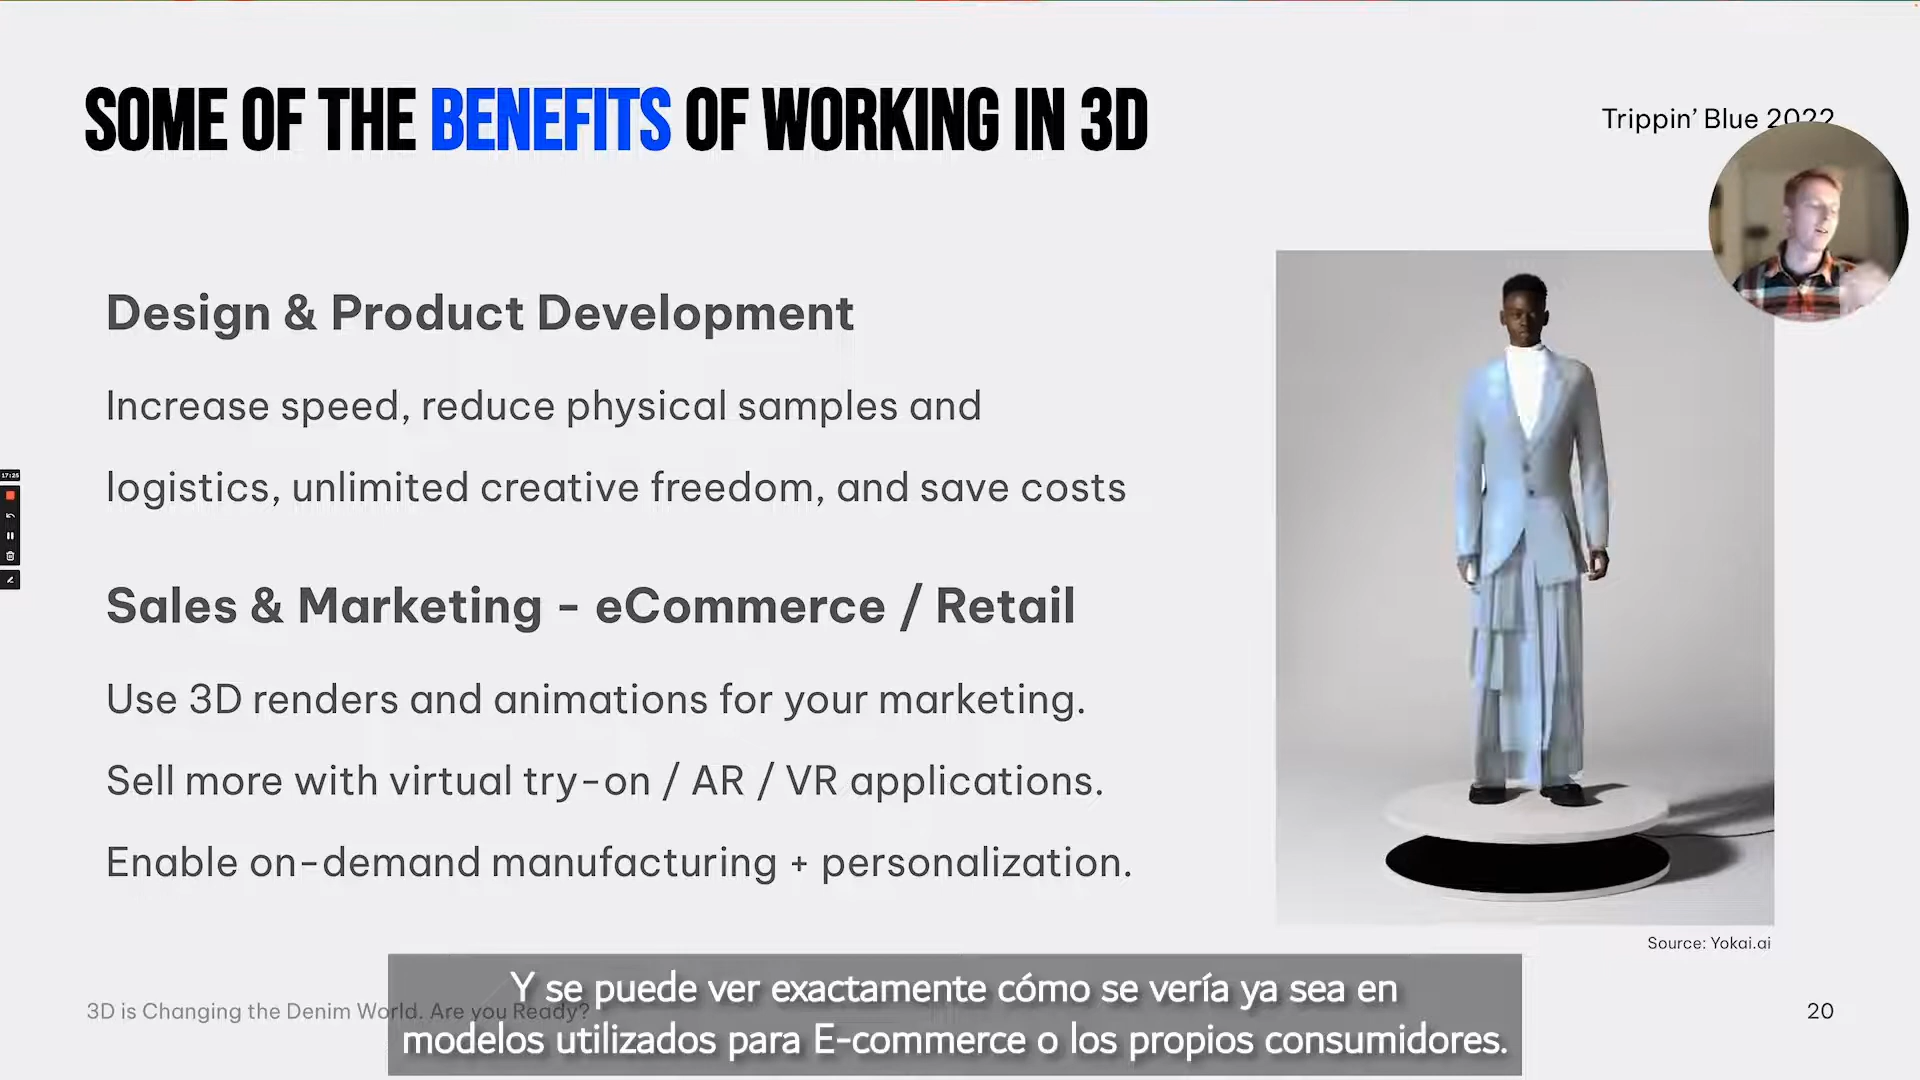 SOME OF THE BENEFITS OF WORKING IN 3D
Trippin' Blue 2022
Design & Product Development
Increase speed, reduce physical samples and
logistics, unlimited creative freedom, and save costs
Sales & Marketing - eCommerce / Retail
Use 3D renders and animations for your marketing.
Sell more with virtual try-on / AR / VR applications.
Enable on-demand manufacturing + personalization.
17:25
Source: Yokai.ai
Y se puede ver exactamente cómo se vería ya sea en
modelos utilizados para E-commerce o los propios consumidores.
3D is Changing the Denim World. Are you Ready?
20